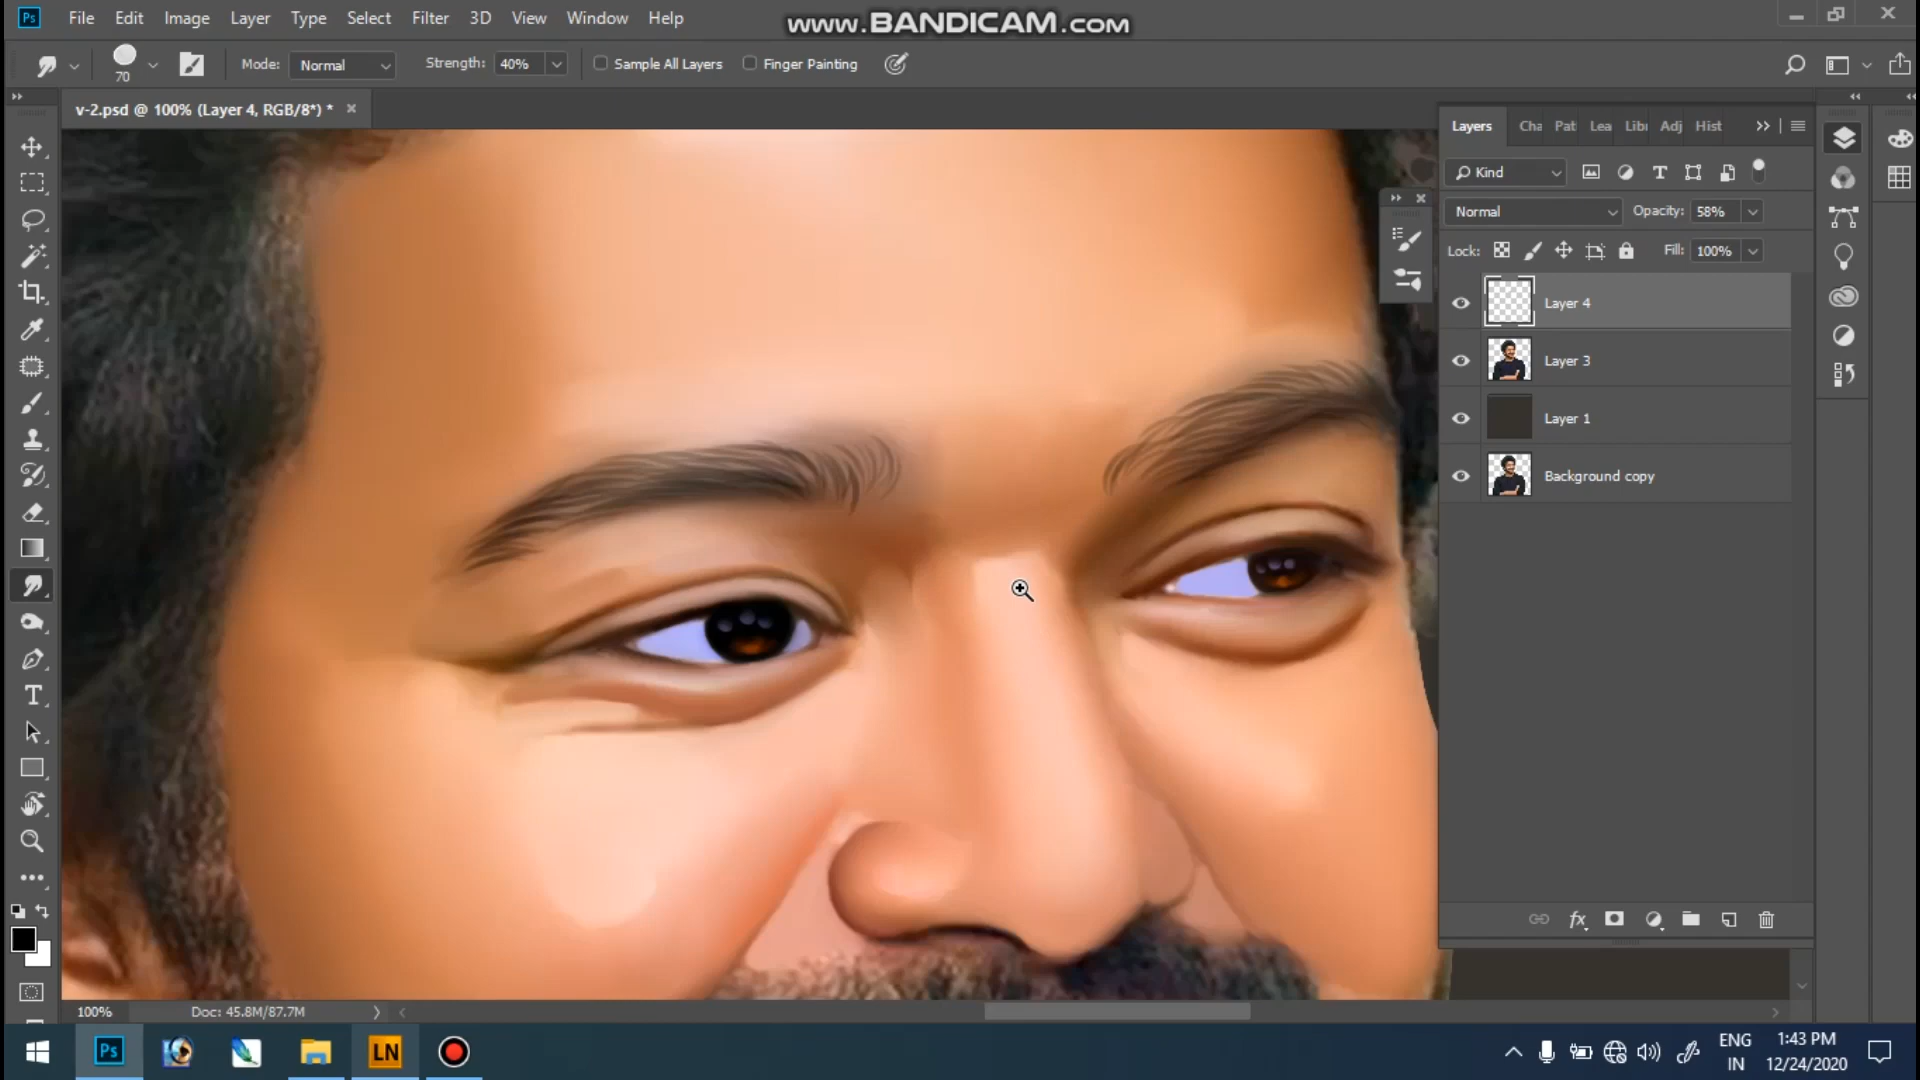 Ps File Edit Image Layer Type Select Filter 3D View Window Help
www.BANDICAM.com
70 Mode: Normal Strength: 40% Sample All Layers Finger Painting
v-2.psd @ 100% (Layer 4, RGB/8*) *
Layers Cha Pat Lea Libr Adj Hist
Kind
Normal Opacity: 58%
Lock: Fill: 100%
Layer 4
Layer 3
Layer 1
Background copy
fx
100% Doc: 45.8M/87.7M
Ps LN ENG 1:43 PM
IN 12/24/2020